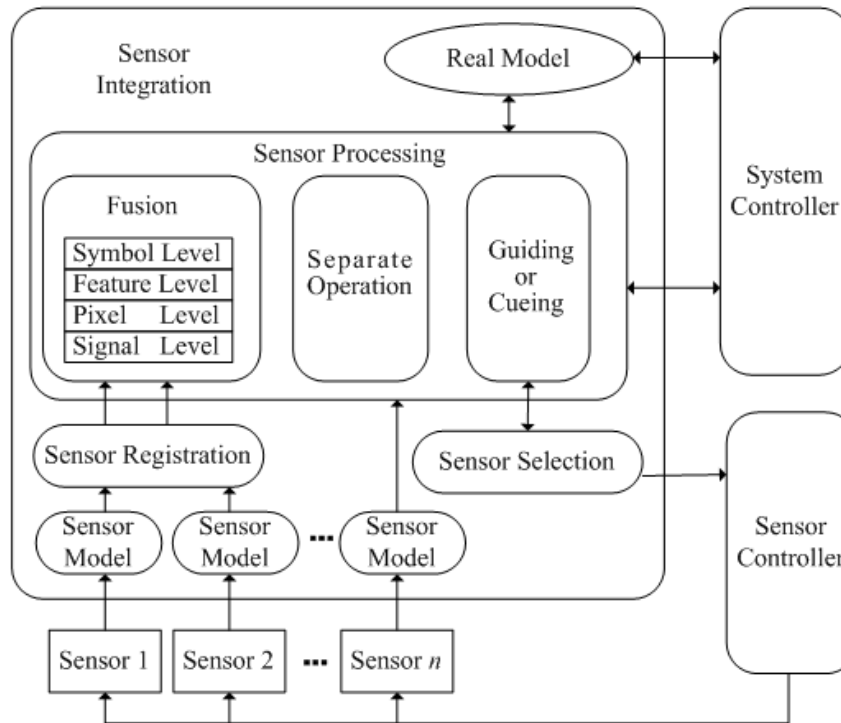 Sensor
Integration
Real Model
System
Controller
Sensor Processing
Fusion
Symbol Level
Feature Level
Pixel Level
Signal Level
Separate
Operation
Guiding
or
Cueing
Sensor Registration
Sensor Selection
Sensor
Model
Sensor
Model
...
Sensor
Model
Sensor
Controller
Sensor 1
Sensor 2
...
Sensor n